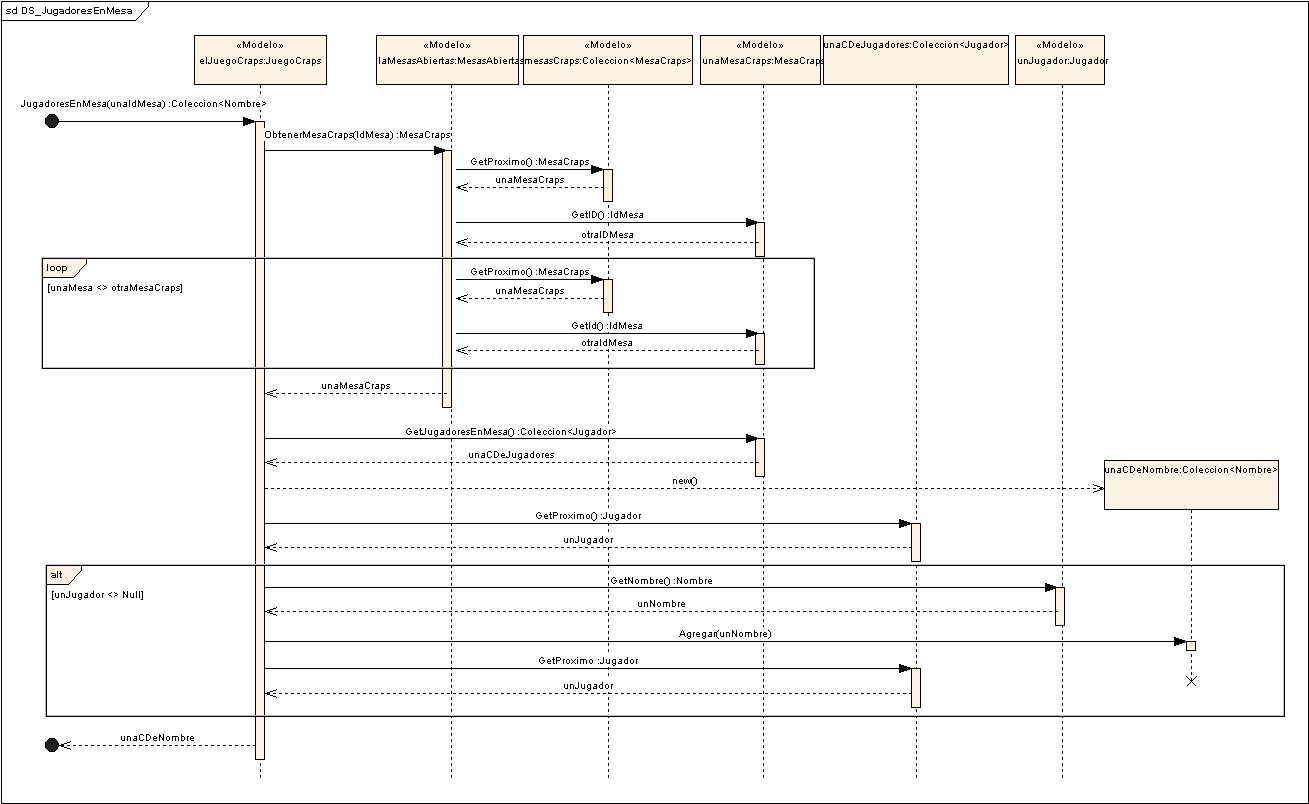 sd DS_JugadoresEnMesa
«Modelo»
elJuegoCraps:JuegoCraps
«Modelo»
laMesasAbiertas:MesasAbiertas
«Modelo»
mesasCraps:Coleccion<MesaCraps>
«Modelo»
unaMesaCraps:MesaCraps
unaCDeJugadores:Coleccion<Jugador>
«Modelo»
unJugador:Jugador
JugadoresEnMesa(unaIdMesa) :Coleccion<Nombre>
ObtenerMesaCraps(IdMesa) :MesaCraps
GetProximo() :MesaCraps
unaMesaCraps
GetID() :IdMesa
otraIDMesa
loop
[unaMesa <> otraMesaCraps]
GetProximo() :MesaCraps
unaMesaCraps
GetId() :IdMesa
otraIdMesa
unaMesaCraps
GetJugadoresEnMesa() :Coleccion<Jugador>
unaCDeJugadores
unaCDeNombre:Coleccion<Nombre>
new()
GetProximo() :Jugador
unJugador
alt
[unJugador <> Null]
GetNombre() :Nombre
unNombre
Agregar(unNombre)
GetProximo :Jugador
unJugador
unaCDeNombre